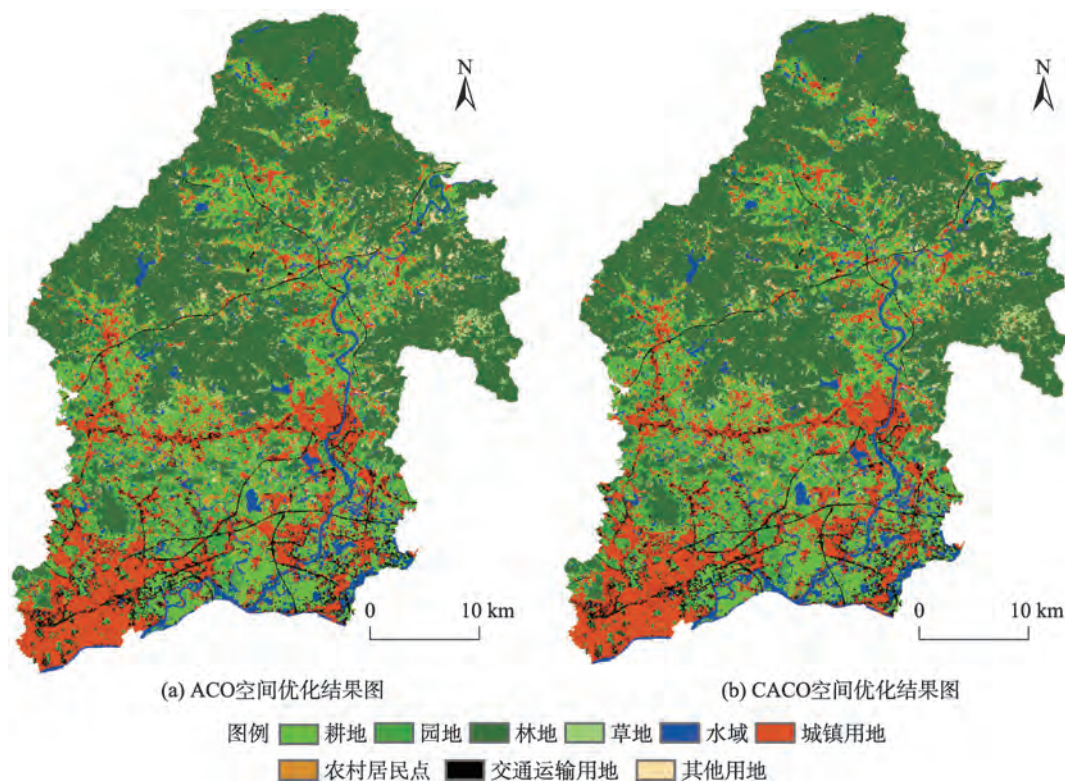 N
N
0 10 km
0 10 km
(a) ACO空间优化结果图
(b) CACO空间优化结果图
图例 耕地 园地 林地 草地 水域 城镇用地
农村居民点 交通运输用地 其他用地